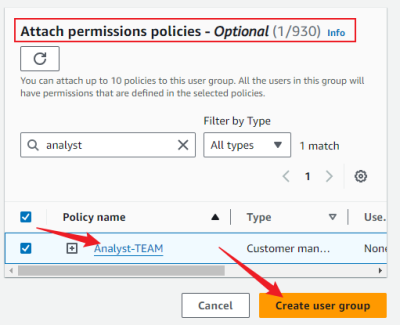 Attach permissions policies - Optional (1/930) Info
You can attach up to 10 policies to this user group. All the users in this group will
have permissions that are defined in the selected policies.
Filter by Type
analyst
All types
1 match
1
Policy name
Type
Use...
Analyst-TEAM
Customer man...
None
Cancel
Create user group